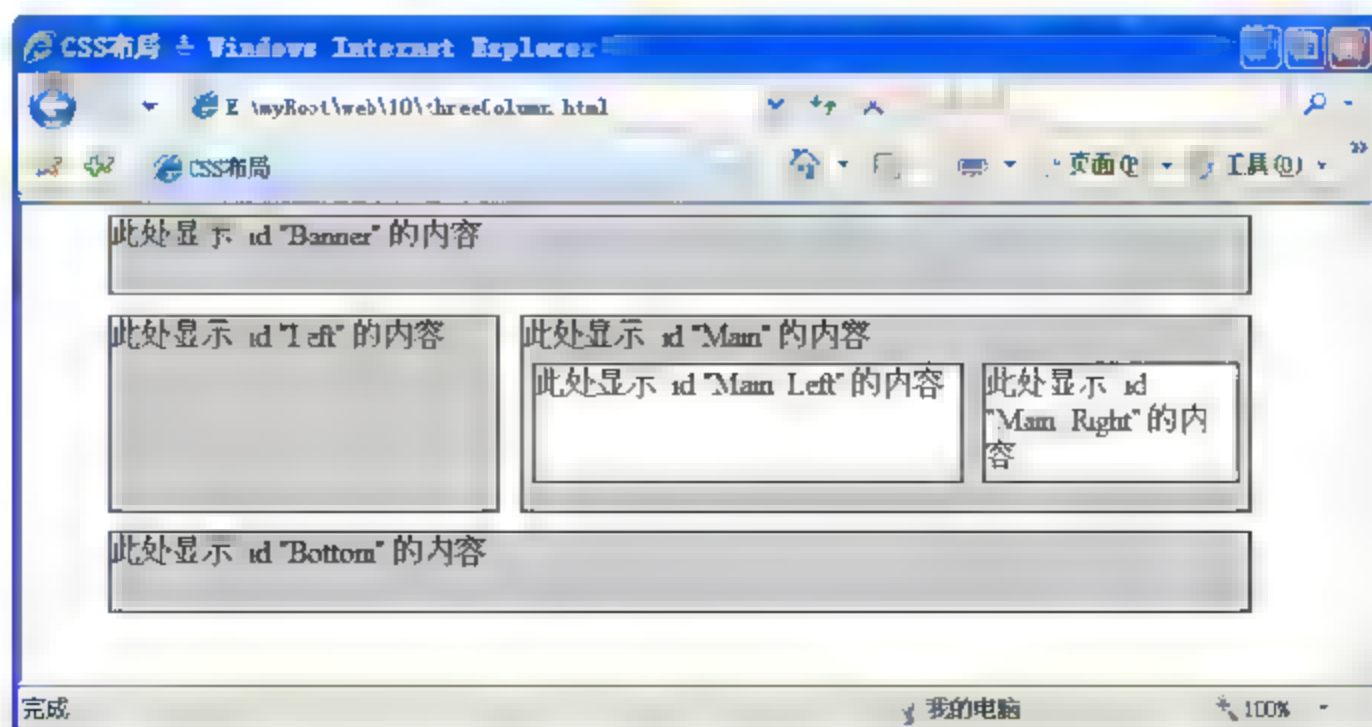 CSS布局 - Windows Internet Explorer
E \myRoot\web\10\threeColumn.html
CSS布局
页面(P) 工具(O) »
此处显示 id "Banner" 的内容
此处显示 id "Left" 的内容
此处显示 id "Main" 的内容
此处显示 id "Main Left" 的内容
此处显示 id
"Main Right" 的内
容
此处显示 id "Bottom" 的内容
完成
我的电脑
100%